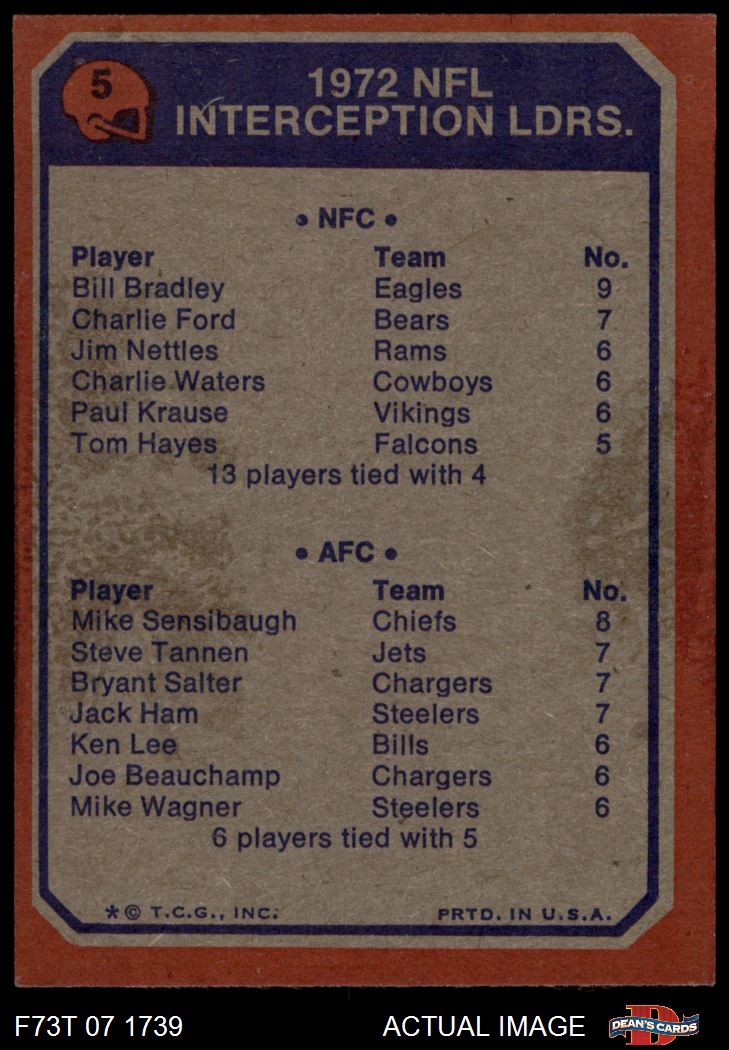 5
1972 NFL
INTERCEPTION LDRS.
• NFC •
Player Team No.
Bill Bradley Eagles 9
Charlie Ford Bears 7
Jim Nettles Rams 6
Charlie Waters Cowboys 6
Paul Krause Vikings 6
Tom Hayes Falcons 5
13 players tied with 4
• AFC •
Player Team No.
Mike Sensibaugh Chiefs 8
Steve Tannen Jets 7
Bryant Salter Chargers 7
Jack Ham Steelers 7
Ken Lee Bills 6
Joe Beauchamp Chargers 6
Mike Wagner Steelers 6
6 players tied with 5
*© T.C.G., INC. PRTD. IN U.S.A.
F73T 07 1739 ACTUAL IMAGE D DEAN'S CARDS